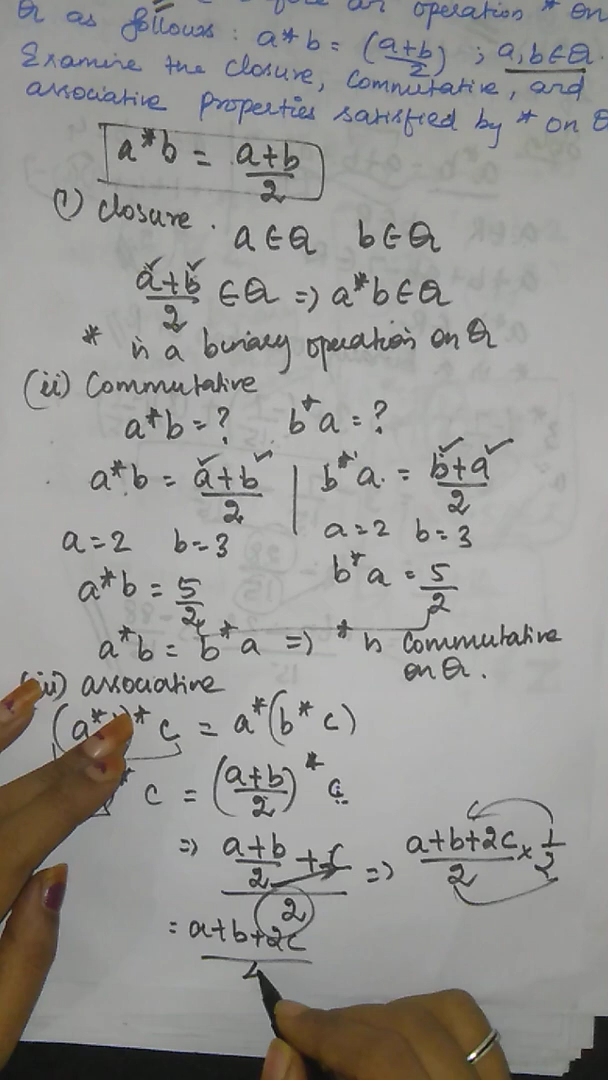 an operation * on
Q as follows : a*b = (a+b/2) ; a,b ∈ Q.
Examine the closure, commutative, and
associative properties satisfied by * on Q
a*b = a+b/2
(i) closure . a ∈ Q b ∈ Q
a+b/2 ∈ Q => a*b ∈ Q
* is a binary operation on Q
(ii) Commutative
a*b = ? b*a = ?
a*b = a+b/2 | b*a = b+a/2
a=2 b=3 a=2 b=3
a*b = 5/2 b*a = 5/2
a*b = b*a => * is Commutative
on Q.
(iii) associative
(a*b)*c = a*(b*c)
* c = (a+b/2)* c
=> a+b/2 + c / 2 => a+b+2c/2 × 1/2
= a+b+2c/4